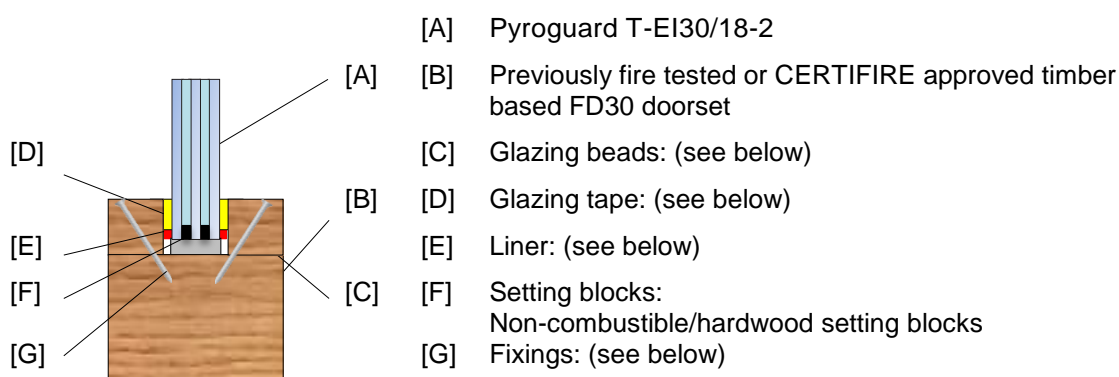 [A] Pyroguard T-EI30/18-2
[A] [B] Previously fire tested or CERTIFIRE approved timber
based FD30 doorset
[D] [C] Glazing beads: (see below)
[B] [D] Glazing tape: (see below)
[E] [E] Liner: (see below)
[F] [C] [F] Setting blocks:
Non-combustible/hardwood setting blocks
[G] [G] Fixings: (see below)